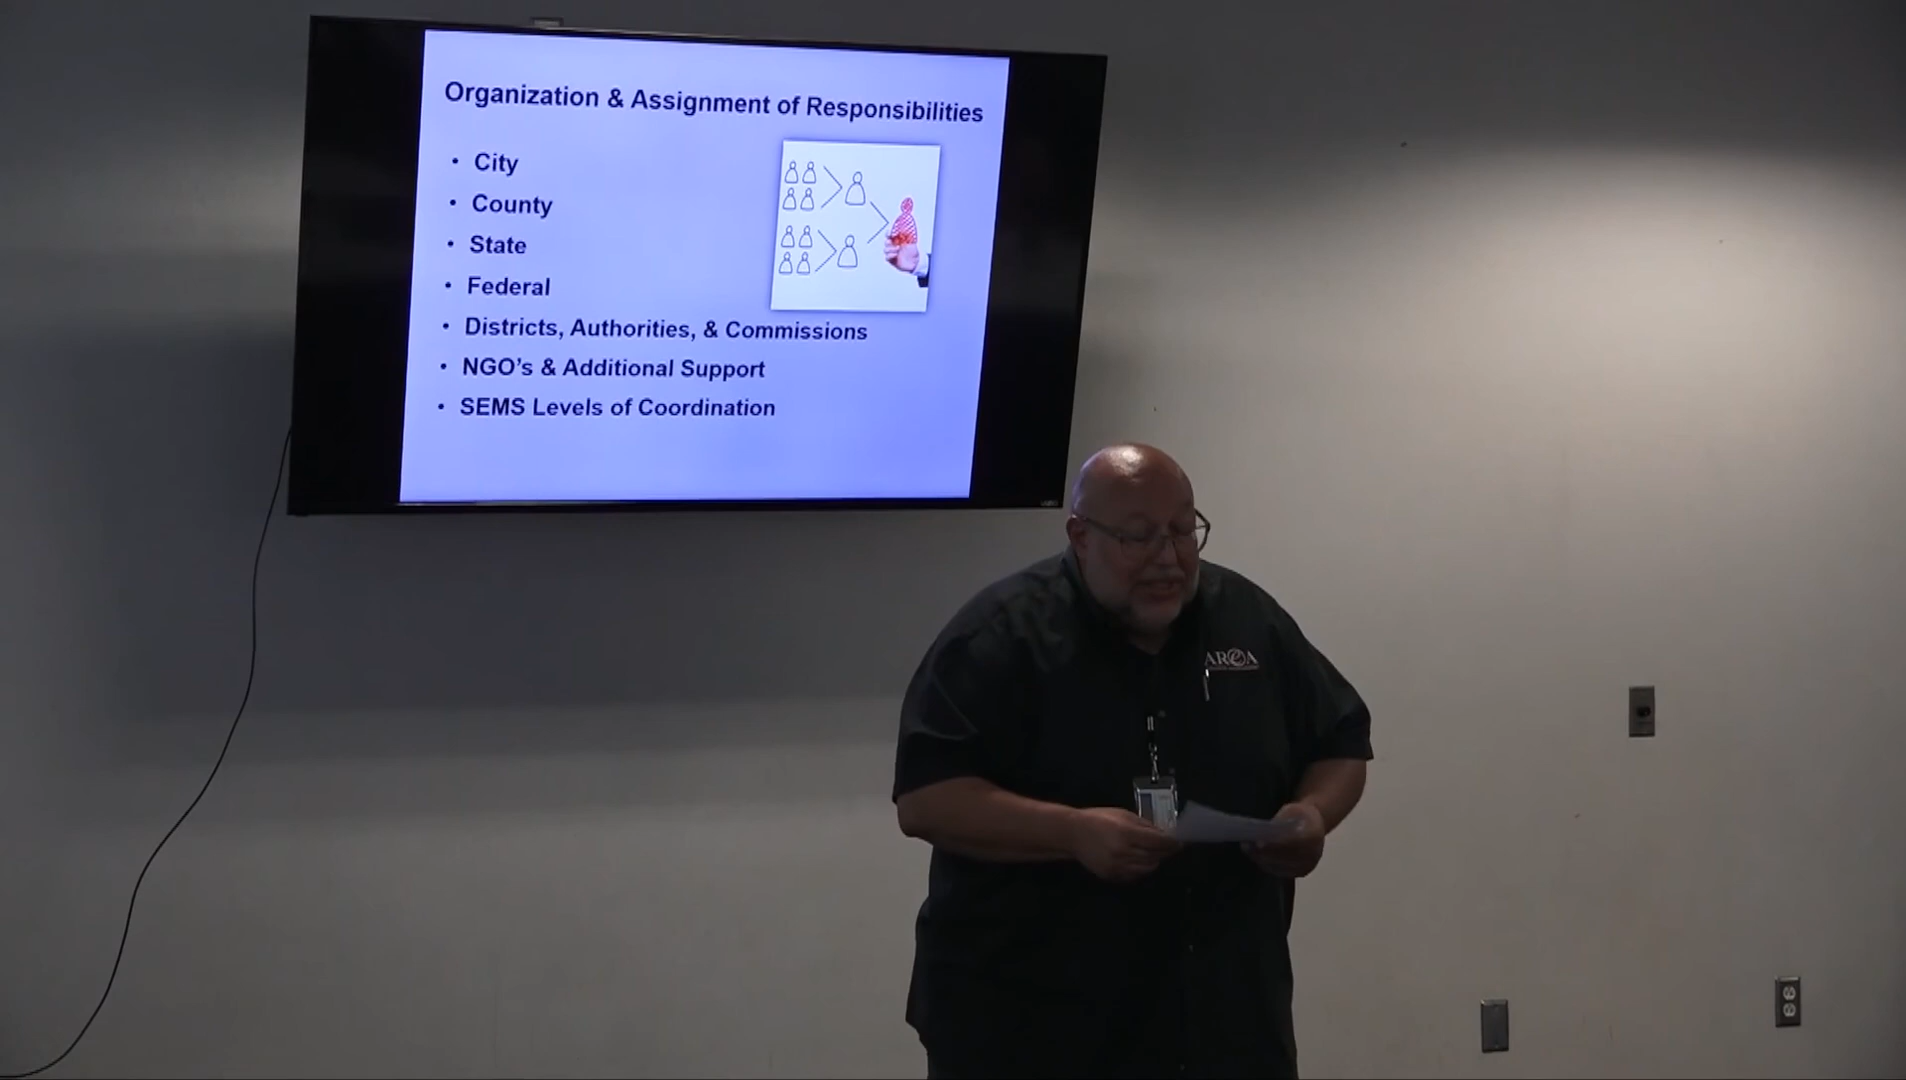 Organization & Assignment of Responsibilities
• City
• County
• State
• Federal
• Districts, Authorities, & Commissions
• NGO's & Additional Support
• SEMS Levels of Coordination